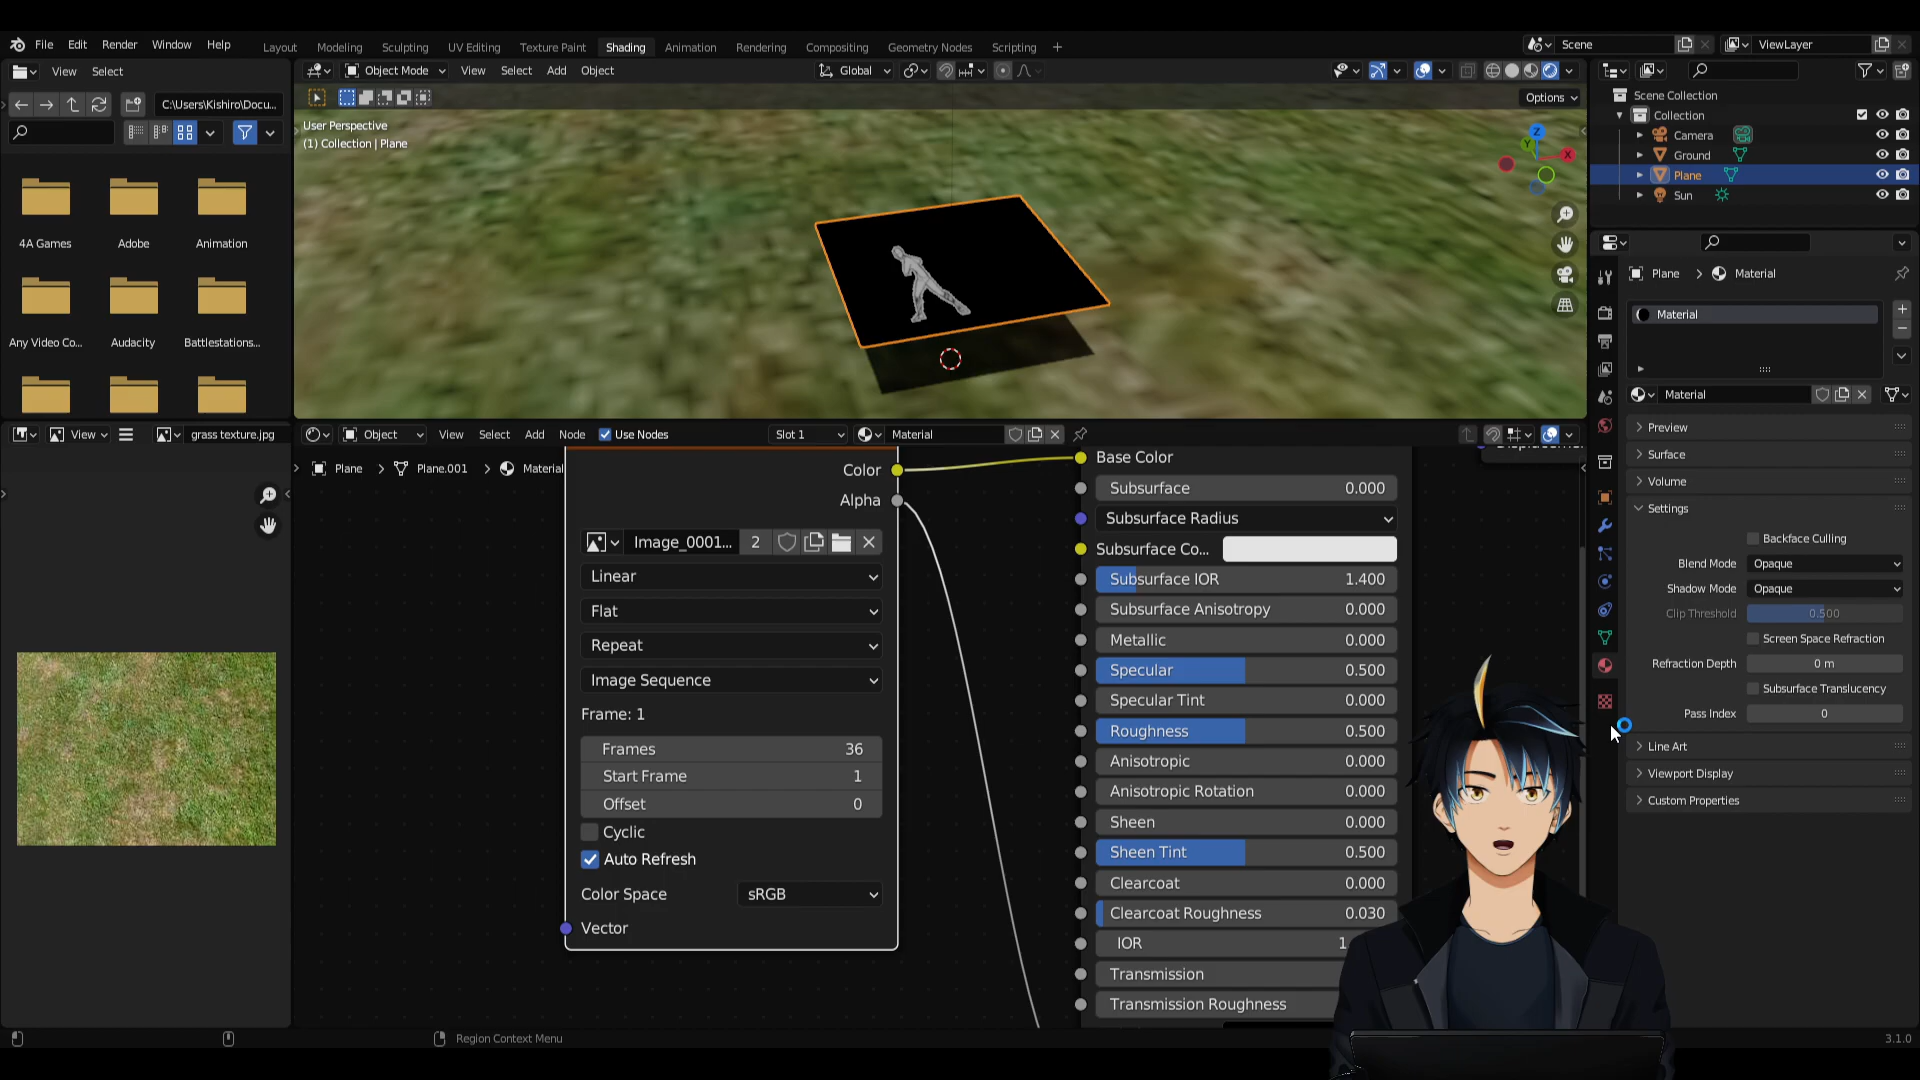 File Edit Render Window Help
Layout Modeling Sculpting UV Editing Texture Paint Shading Animation Rendering Compositing Geometry Nodes Scripting +
Scene
ViewLayer
View Select
C:\Users\Kishiro\Docu...
4A Games Adobe Animation
Any Video Co... Audacity Battlestations...
Object Mode View Select Add Object
Global
Options
User Perspective
(1) Collection | Plane
Z
Y
X
Scene Collection
Collection
Camera
Ground
Plane
Sun
Plane > Material
Material
Material
Preview
Surface
Volume
Settings
Backface Culling
Blend Mode Opaque
Shadow Mode Opaque
Clip Threshold 0.500
Screen Space Refraction
Refraction Depth 0 m
Subsurface Translucency
Pass Index 0
Line Art
Viewport Display
Custom Properties
View
grass texture.jpg
Object View Select Add Node Use Nodes
Slot 1
Material
Plane > Plane.001 > Material
Color
Alpha
Image_0001... 2
Linear
Flat
Repeat
Image Sequence
Frame: 1
Frames 36
Start Frame 1
Offset 0
Cyclic
Auto Refresh
Color Space sRGB
Vector
Base Color
Subsurface 0.000
Subsurface Radius
Subsurface Co...
Subsurface IOR 1.400
Subsurface Anisotropy 0.000
Metallic 0.000
Specular 0.500
Specular Tint 0.000
Roughness 0.500
Anisotropic 0.000
Anisotropic Rotation 0.000
Sheen 0.000
Sheen Tint 0.500
Clearcoat 0.000
Clearcoat Roughness 0.030
IOR 1
Transmission
Transmission Roughness
Region Context Menu
3.1.0